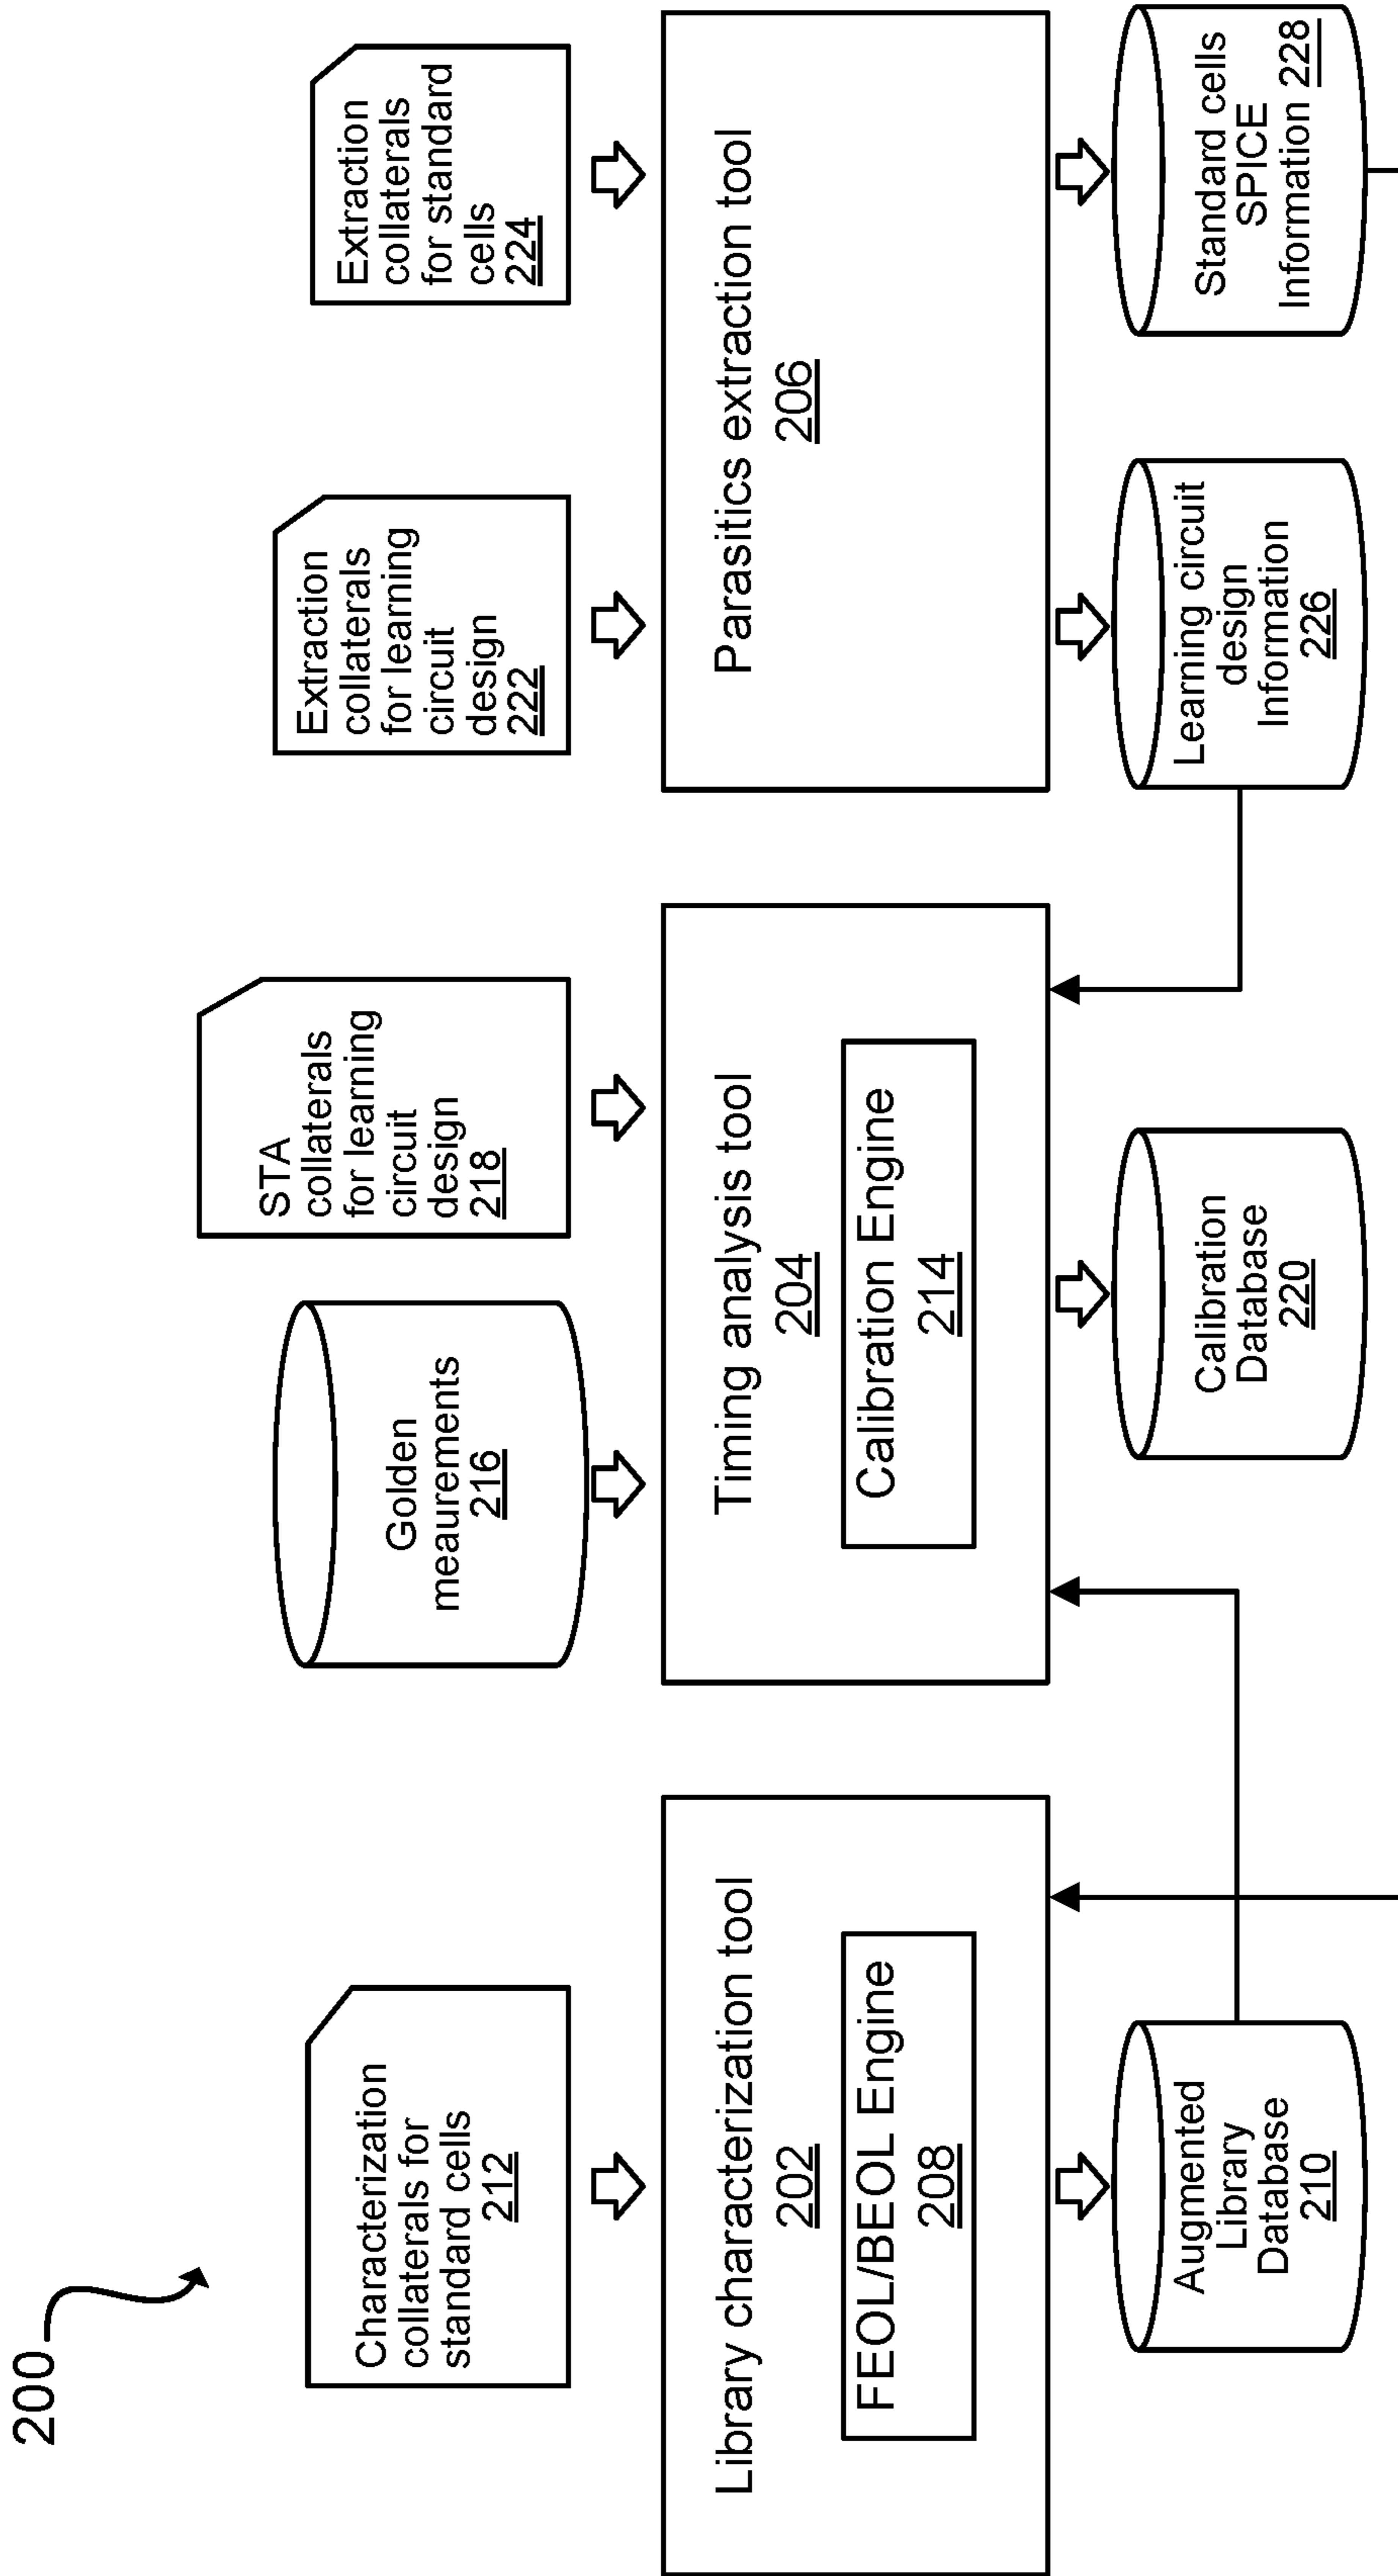 200
Characterization
collaterals for
standard cells
212
Library characterization tool
202
FEOL/BEOL Engine
208
Augmented
Library
Database
210
Golden
meaurements
216
STA
collaterals
for learning
circuit
design
218
Timing analysis tool
204
Calibration Engine
214
Calibration
Database
220
Extraction
collaterals
for learning
circuit
design
222
Extraction
collaterals
for standard
cells
224
Parasitics extraction tool
206
Learning circuit
design
Information
226
Standard cells
SPICE
Information 228